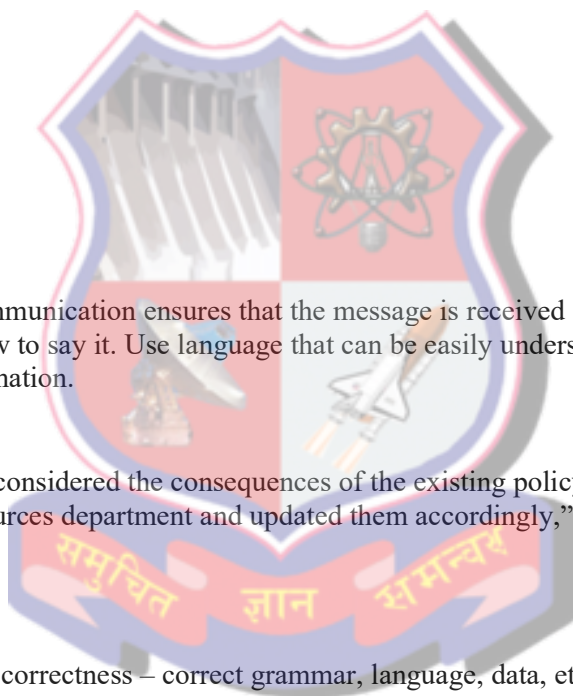 mmunication ensures that the message is received
to say it. Use language that can be easily unders
nation.
considered the consequences of the existing policy
urces department and updated them accordingly,”
समुचित ज्ञान समन्वय
correctness – correct grammar, language, data, et